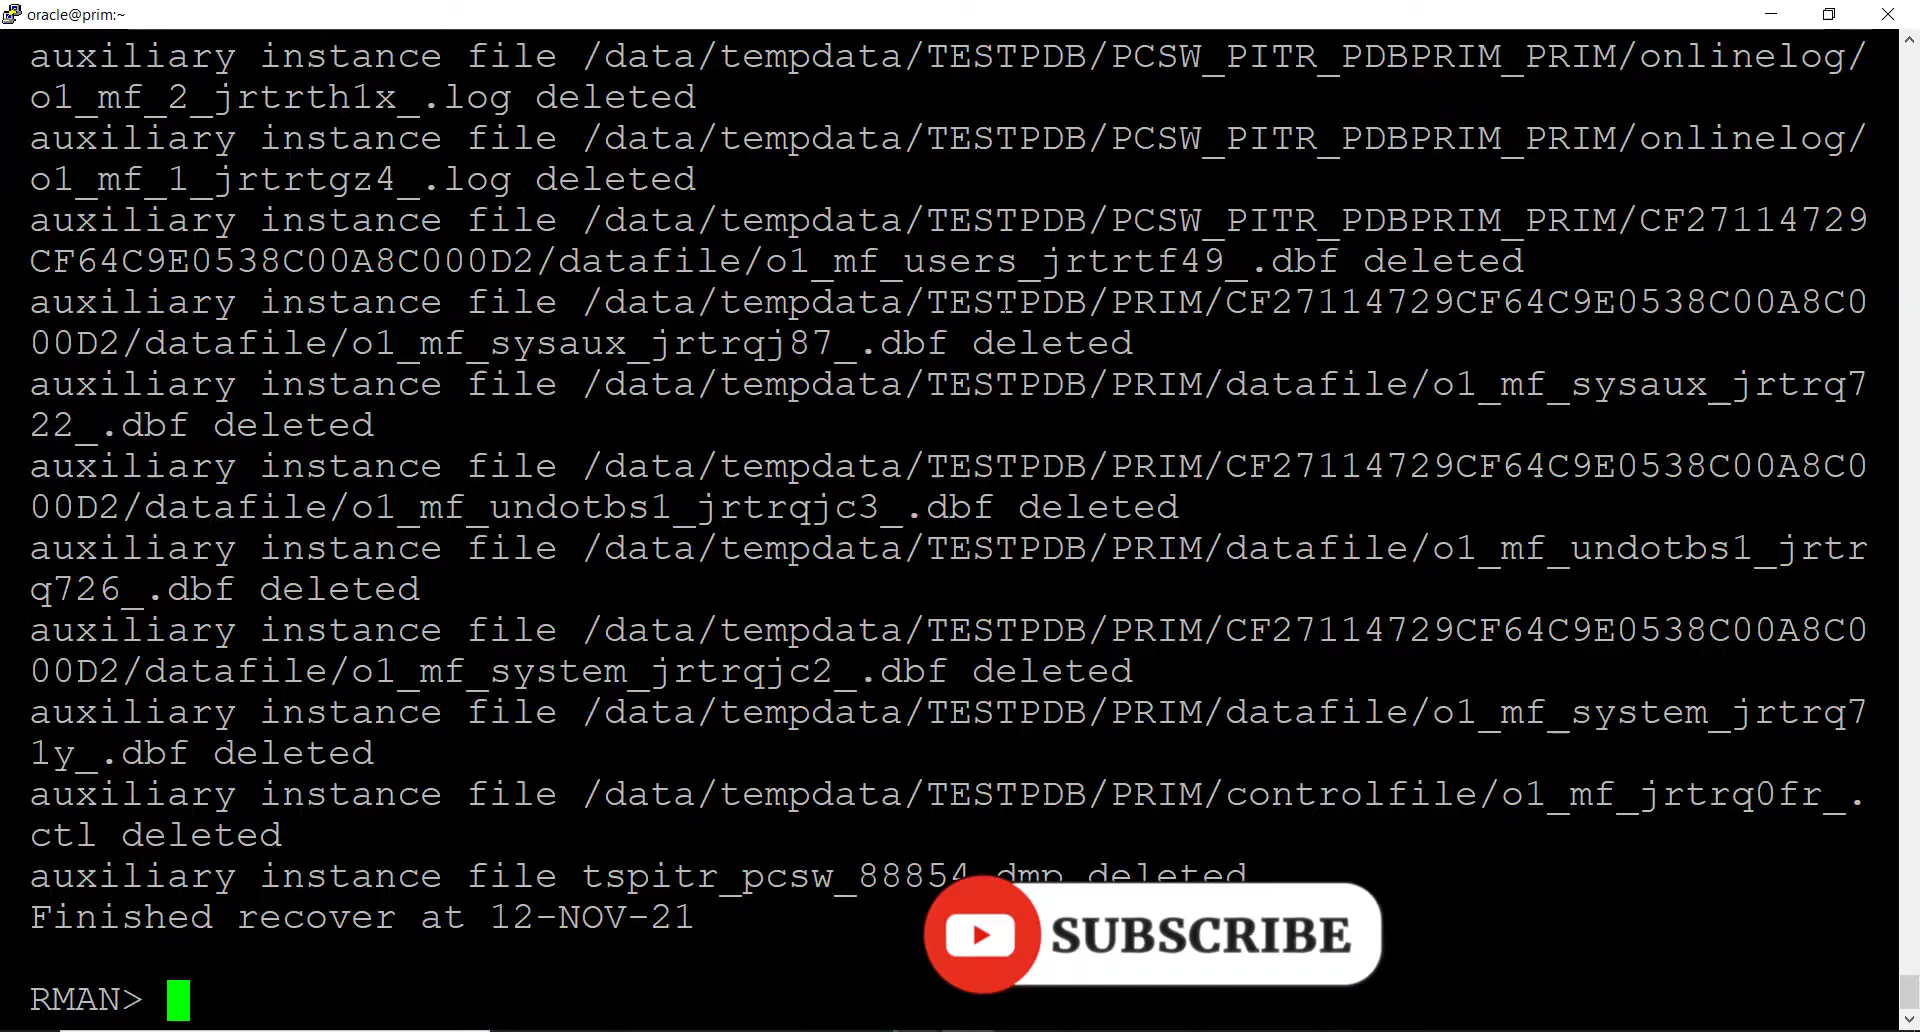 oracle@prim:~
auxiliary instance file /data/tempdata/TESTPDB/PCSW_PITR_PDBPRIM_PRIM/onlinelog/
o1_mf_2_jrtrth1x_.log deleted
auxiliary instance file /data/tempdata/TESTPDB/PCSW_PITR_PDBPRIM_PRIM/onlinelog/
o1_mf_1_jrtrtgz4_.log deleted
auxiliary instance file /data/tempdata/TESTPDB/PCSW_PITR_PDBPRIM_PRIM/CF27114729
CF64C9E0538C00A8C000D2/datafile/o1_mf_users_jrtrtf49_.dbf deleted
auxiliary instance file /data/tempdata/TESTPDB/PRIM/CF27114729CF64C9E0538C00A8C0
00D2/datafile/o1_mf_sysaux_jrtrqj87_.dbf deleted
auxiliary instance file /data/tempdata/TESTPDB/PRIM/datafile/o1_mf_sysaux_jrtrq7
22_.dbf deleted
auxiliary instance file /data/tempdata/TESTPDB/PRIM/CF27114729CF64C9E0538C00A8C0
00D2/datafile/o1_mf_undotbs1_jrtrqjc3_.dbf deleted
auxiliary instance file /data/tempdata/TESTPDB/PRIM/datafile/o1_mf_undotbs1_jrtr
q726_.dbf deleted
auxiliary instance file /data/tempdata/TESTPDB/PRIM/CF27114729CF64C9E0538C00A8C0
00D2/datafile/o1_mf_system_jrtrqjc2_.dbf deleted
auxiliary instance file /data/tempdata/TESTPDB/PRIM/datafile/o1_mf_system_jrtrq7
1y_.dbf deleted
auxiliary instance file /data/tempdata/TESTPDB/PRIM/controlfile/o1_mf_jrtrq0fr_.
ctl deleted
auxiliary instance file tspitr_pcsw_88854.dmp deleted
Finished recover at 12-NOV-21
SUBSCRIBE
RMAN>